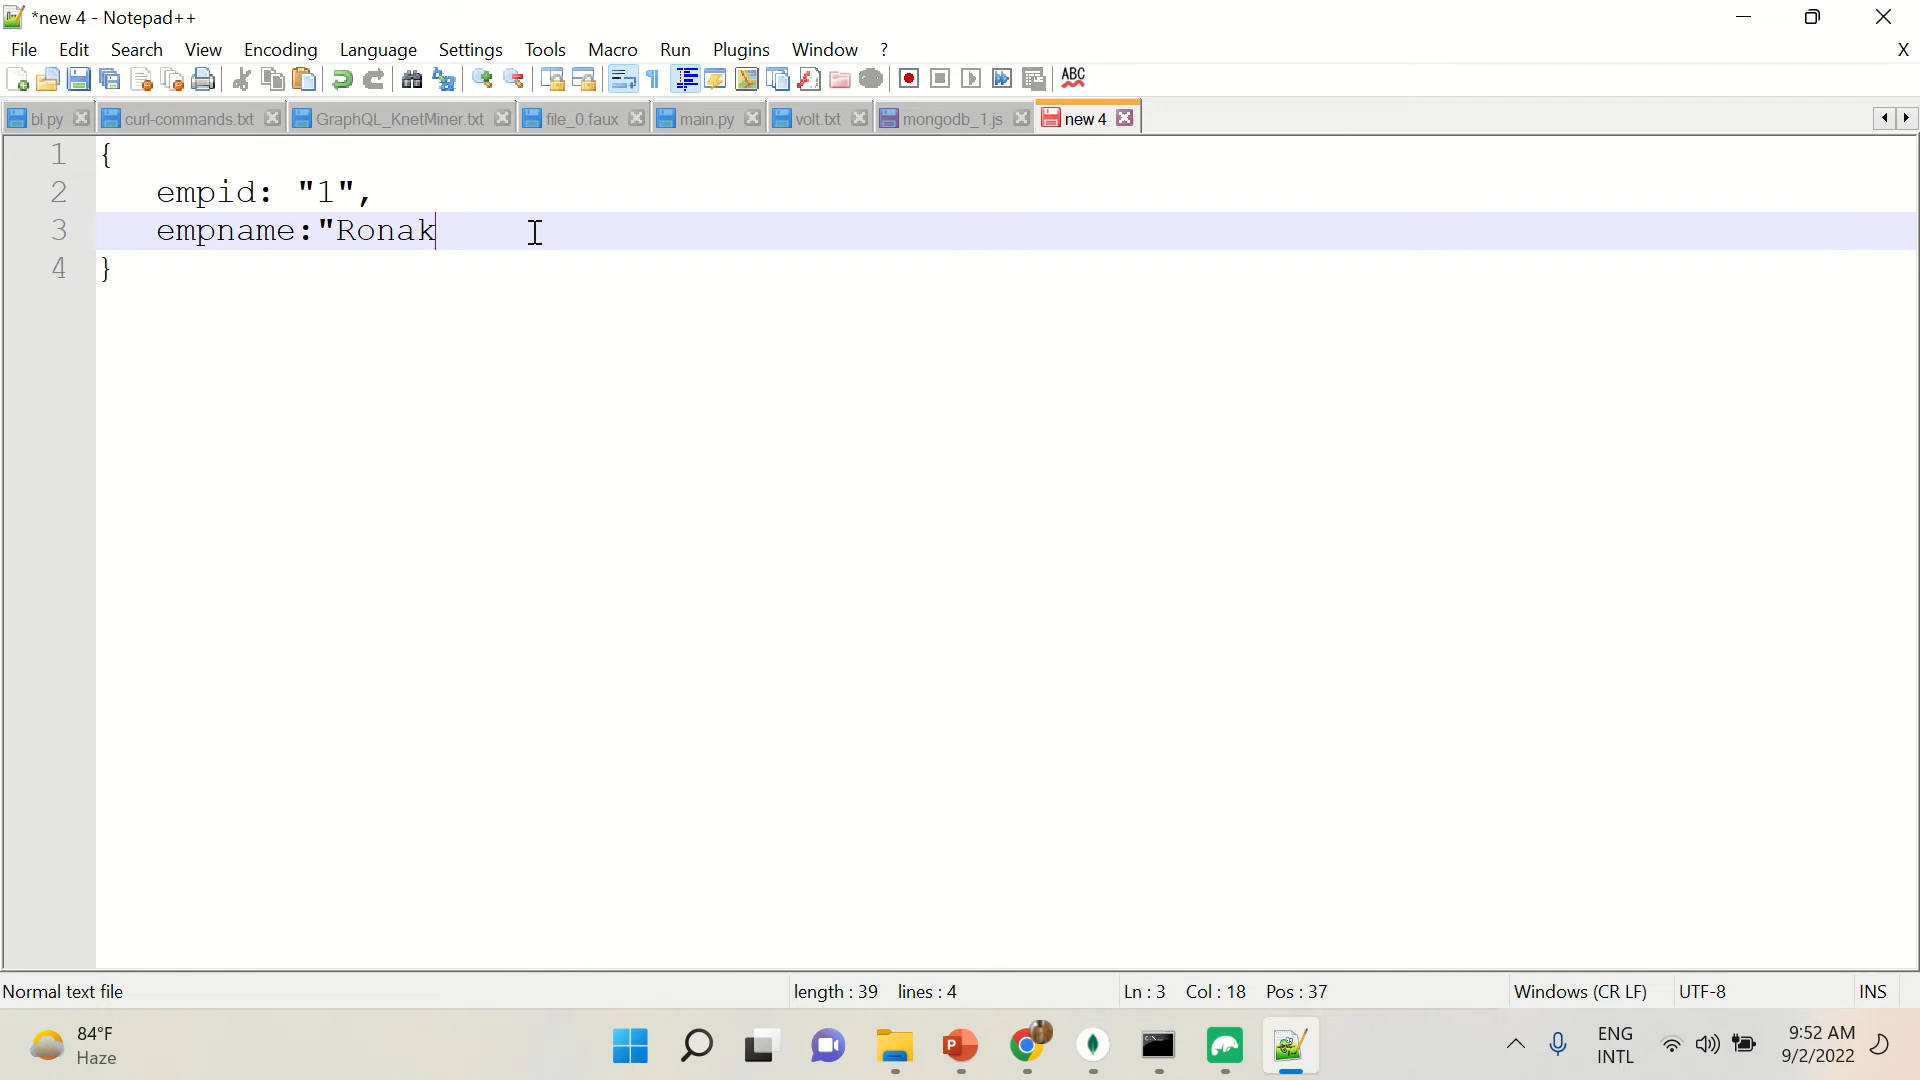 *new 4 - Notepad++
File Edit Search View Encoding Language Settings Tools Macro Run Plugins Window ? X
ABC
bl.py curl-commands.txt GraphQL_KnetMiner.txt file_0.faux main.py volt.txt mongodb_1.js new 4
1 {
2 empid: "1",
3 empname:"Ronak
4 }
Normal text file length : 39 lines : 4 Ln : 3 Col : 18 Pos : 37 Windows (CR LF) UTF-8 INS
84°F
Haze
ENG
INTL
9:52 AM
9/2/2022